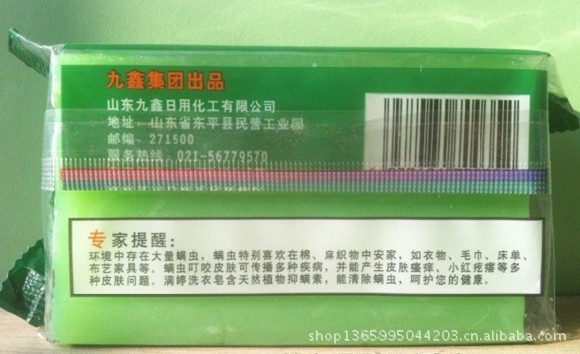 九鑫集团出品
山东九鑫日用化工有限公司
地址：山东省东平县民营工业园
邮编：271500
服务热线：021-56779570
专家提醒：
环境中存在大量螨虫，螨虫特别喜欢在棉、麻织物中安家，如衣物、毛巾、床单、
布艺家具等。螨虫叮咬皮肤可传播多种疾病，并能产生皮肤瘙痒、小红疙瘩等多
种皮肤问题。满婷洗衣皂含天然植物抑螨素，能清除螨虫，呵护您的健康。
shop1365995044203.cn.alibaba.com